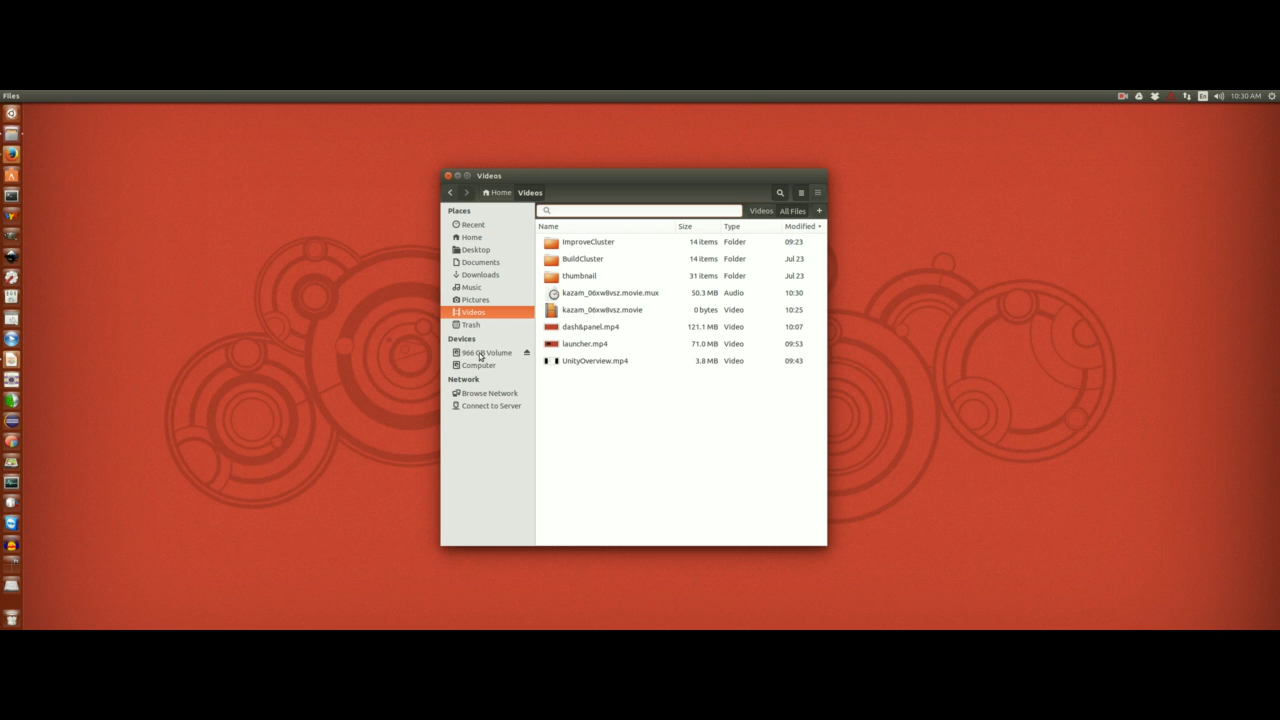 Files
En
10:30 AM
Videos
Home Videos
Videos All Files +
Places
Recent
Home
Desktop
Documents
Downloads
Music
Pictures
Videos
Trash
Devices
966 GB Volume
Computer
Network
Browse Network
Connect to Server
Name Size Type Modified
ImproveCluster 14 items Folder 09:23
BuildCluster 14 items Folder Jul 23
thumbnail 31 items Folder Jul 23
kazam_06xw8vsz.movie.mux 50.3 MB Audio 10:30
kazam_06xw8vsz.movie 0 bytes Video 10:25
dash&panel.mp4 121.1 MB Video 10:07
launcher.mp4 71.0 MB Video 09:53
UnityOverview.mp4 3.8 MB Video 09:43